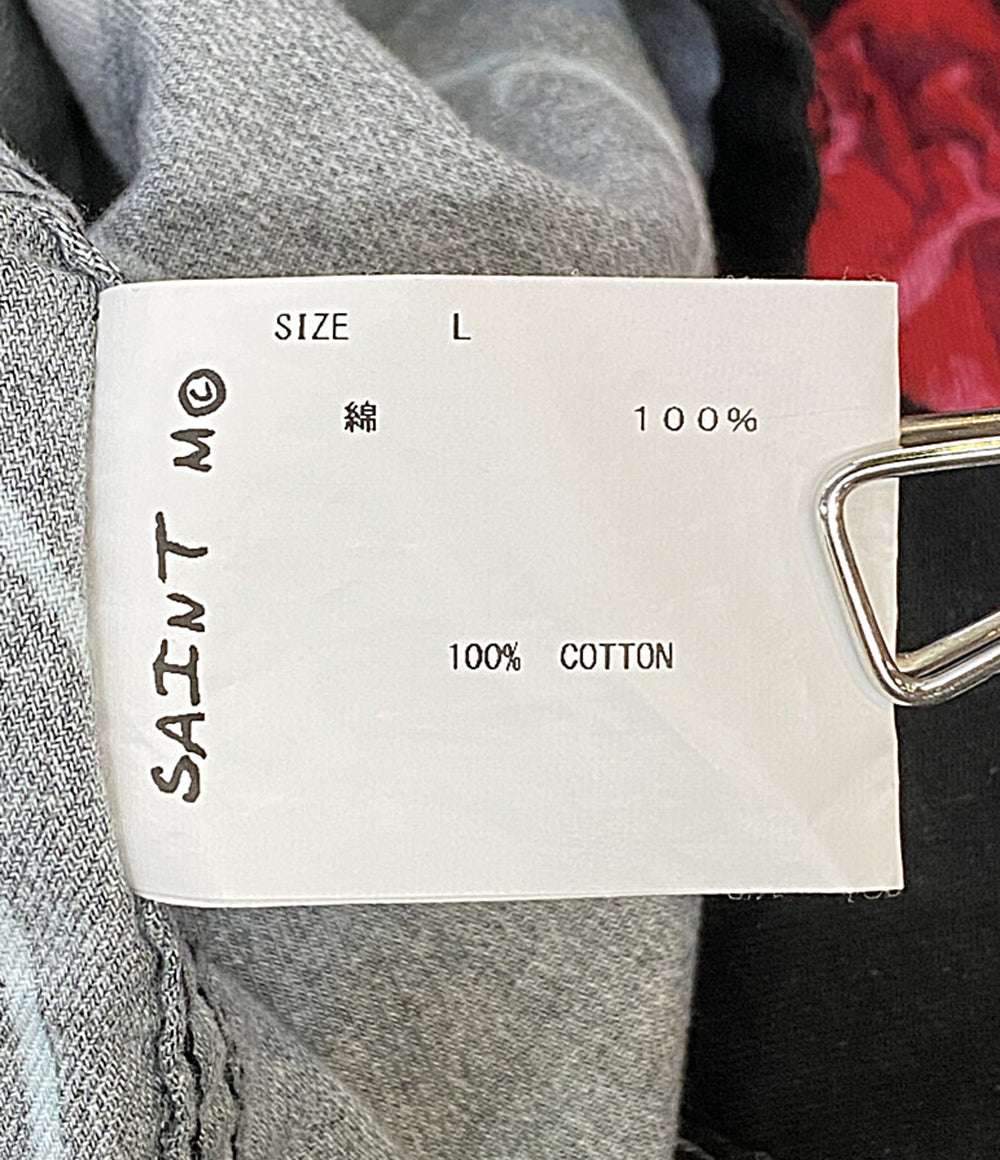 SIZE L
綿 100%
100% COTTON
SAINT M©